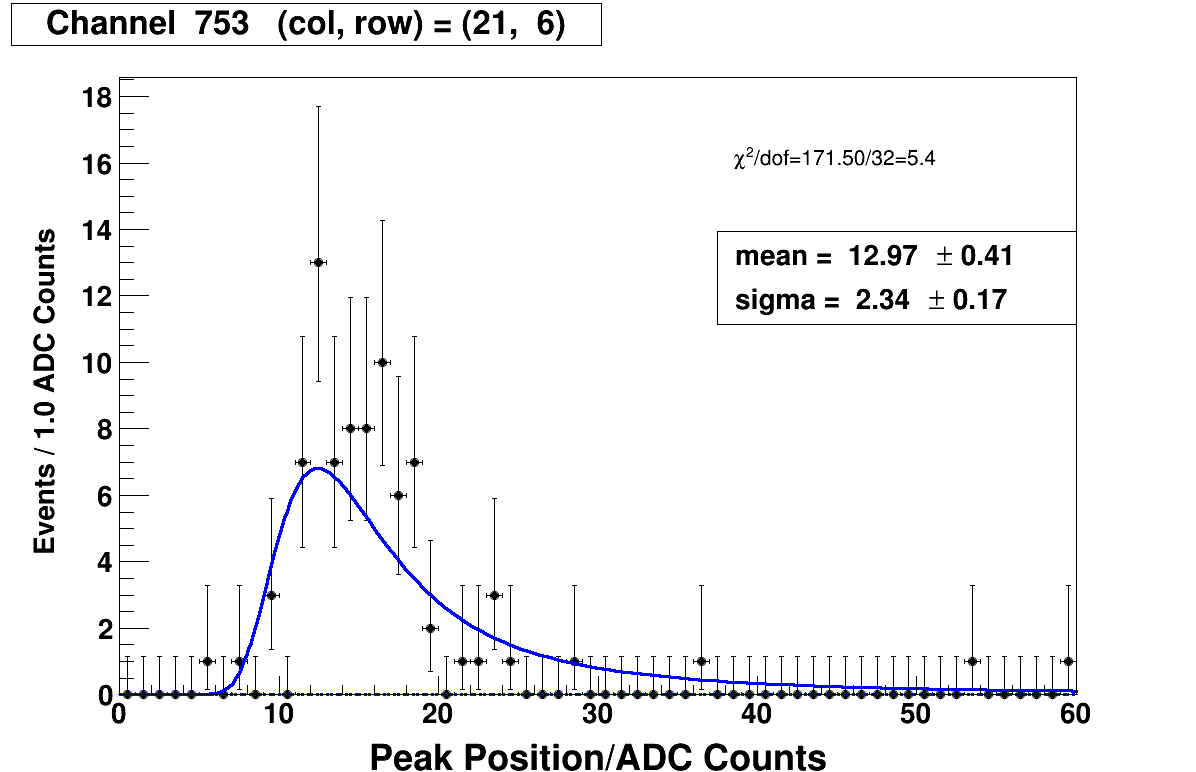 Channel 753 (col, row) = (21, 6)
18
16
14
12
10
8
6
4
2
0
Events / 1.0 ADC Counts
χ²/dof=171.50/32=5.4
mean = 12.97 ± 0.41
sigma = 2.34 ± 0.17
0 10 20 30 40 50 60
Peak Position/ADC Counts